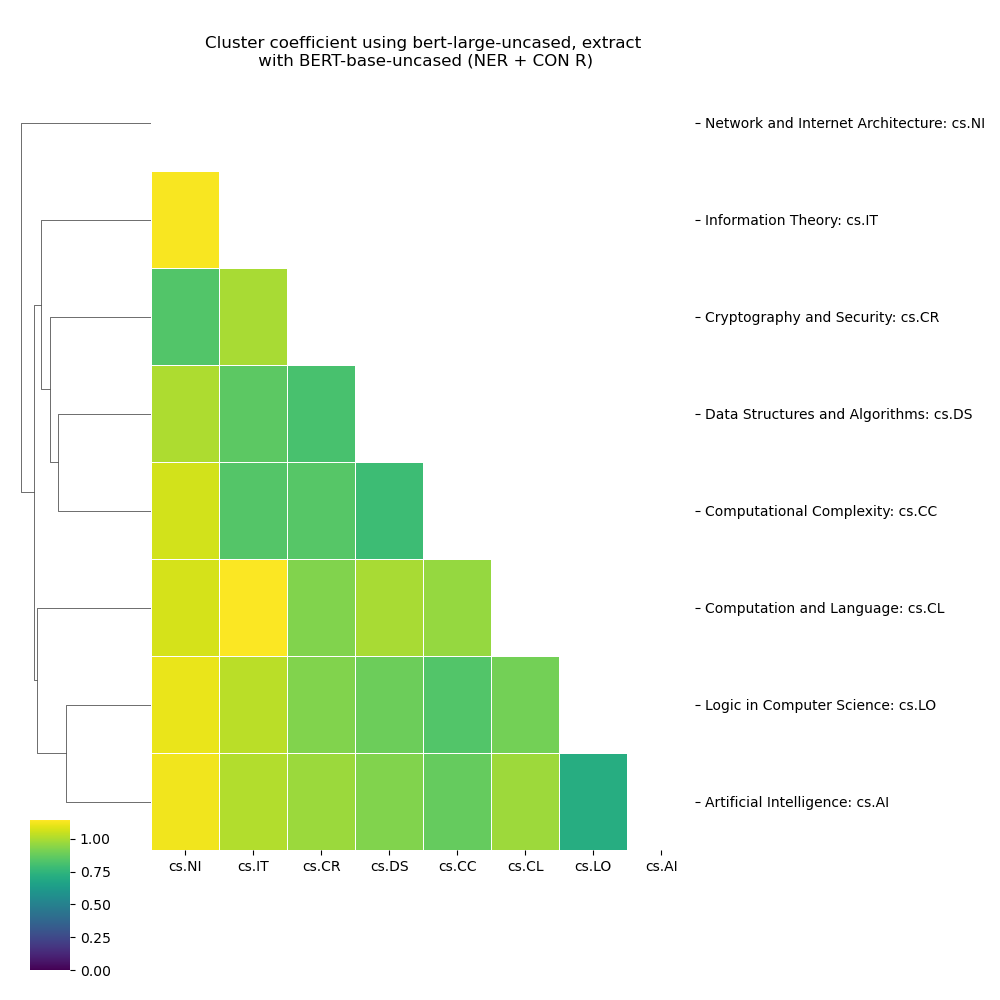 Cluster coefficient using bert-large-uncased, extract
with BERT-base-uncased (NER + CON R)
Network and Internet Architecture: cs.NI
Information Theory: cs.IT
Cryptography and Security: cs.CR
Data Structures and Algorithms: cs.DS
Computational Complexity: cs.CC
Computation and Language: cs.CL
Logic in Computer Science: cs.LO
Artificial Intelligence: cs.AI
cs.NI cs.IT cs.CR cs.DS cs.CC cs.CL cs.LO cs.AI
1.00
0.75
0.50
0.25
0.00